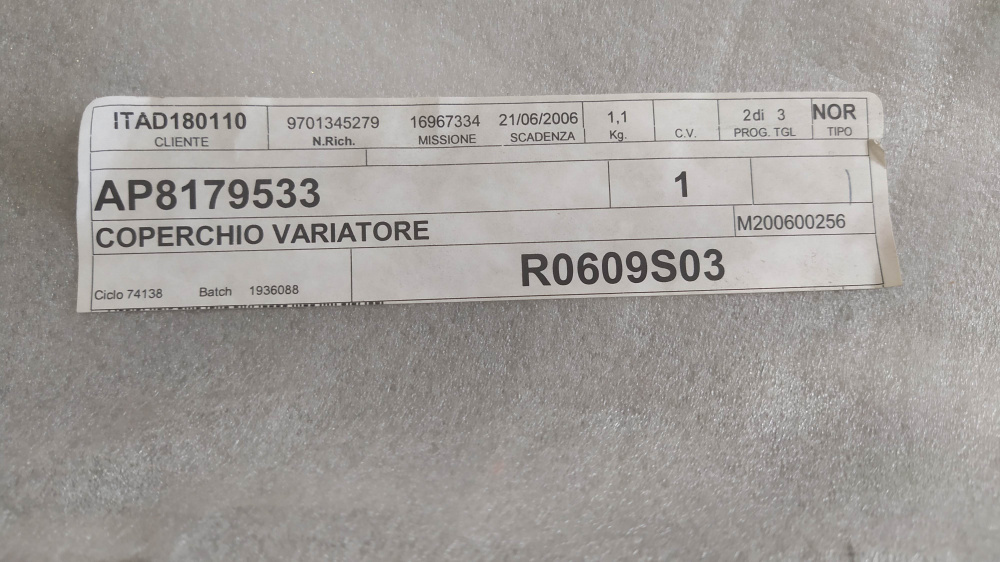 ITAD180110 9701345279 16967334 21/06/2006 1,1 2di 3 NOR
CLIENTE N.Rich. MISSIONE SCADENZA Kg. C.V. PROG. TGL TIPO
AP8179533 1
COPERCHIO VARIATORE M200600256
R0609S03
Ciclo 74138 Batch 1936088